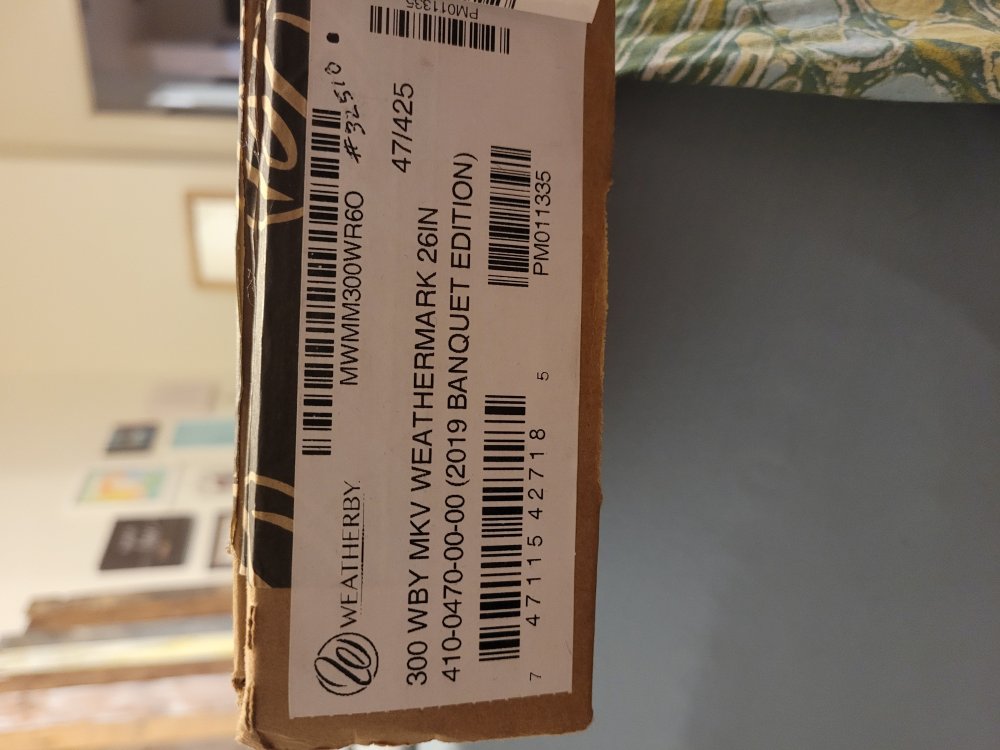 PM011335
MWMM300WR6O
#32510
WEATHERBY
47/425
300 WBY MKV WEATHERMARK 26IN
410-0470-00-00 (2019 BANQUET EDITION)
7 47115 42718 5
PM011335